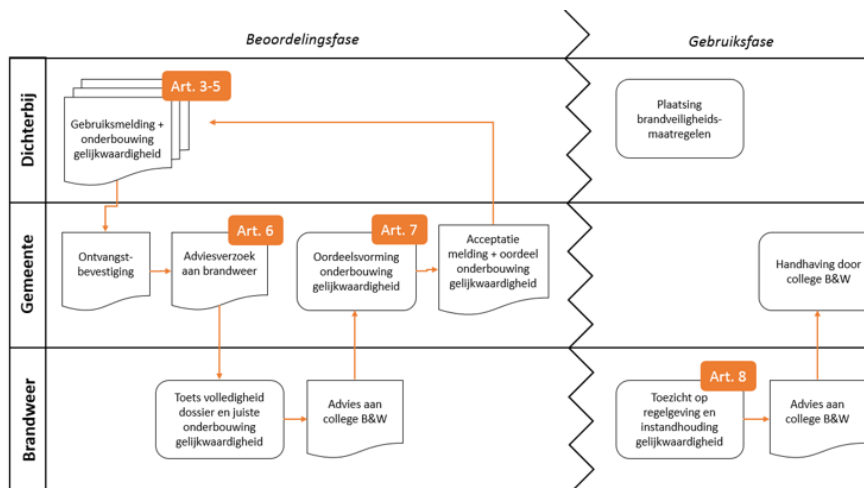 Beoordelingsfase
Gebruiksfase
Dichterbij
Art. 3-5
Gebruiksmelding +
onderbouwing
gelijkwaardigheid
Plaatsing
brandveiligheids-
maatregelen
Gemeente
Ontvangst-
bevestiging
Art. 6
Adviesverzoek
aan brandweer
Art. 7
Oordeelsvorming
onderbouwing
gelijkwaardigheid
Acceptatie
melding + oordeel
onderbouwing
gelijkwaardigheid
Handhaving door
college B&W
Brandweer
Toets volledigheid
dossier en juiste
onderbouwing
gelijkwaardigheid
Advies aan
college B&W
Art. 8
Toezicht op
regelgeving en
instandhouding
gelijkwaardigheid
Advies aan
college B&W